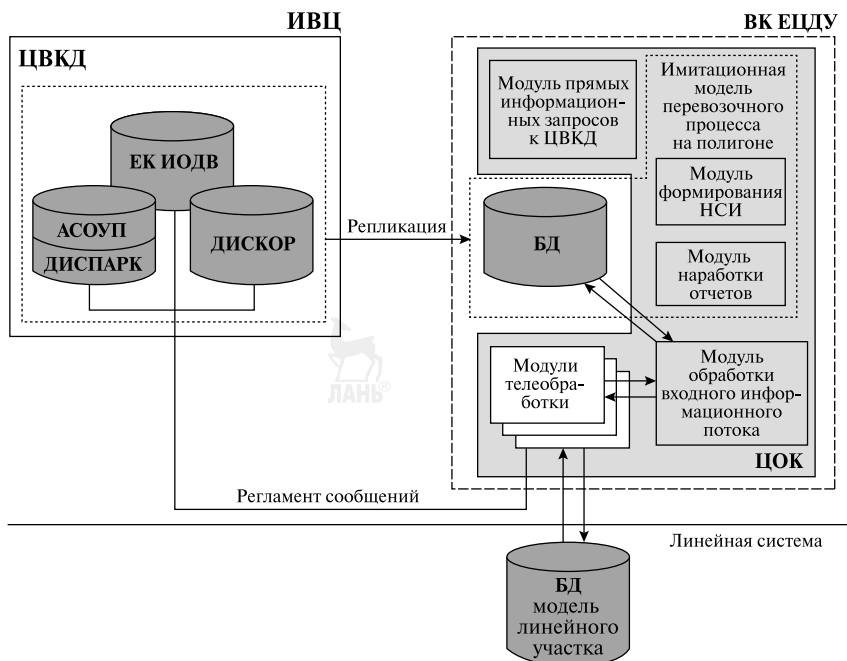 ИВЦ
ВК ЕЦДУ
ЦВКД
ЕК ИОДВ
АСОУП
ДИСПАРК
ДИСКОР
Репликация
Модуль прямых
информацион-
ных запросов
к ЦВКД
Имитационная
модель
перевозочного
процесса
на полигоне
Модуль
формирования
НСИ
БД
Модуль
наработки
отчетов
Модули
телеобра-
ботки
Модуль
обработки
входного инфор-
мационного
потока
ЦОК
ЛАНЬ®
Регламент сообщений
Линейная система
БД
модель
линейного
участка